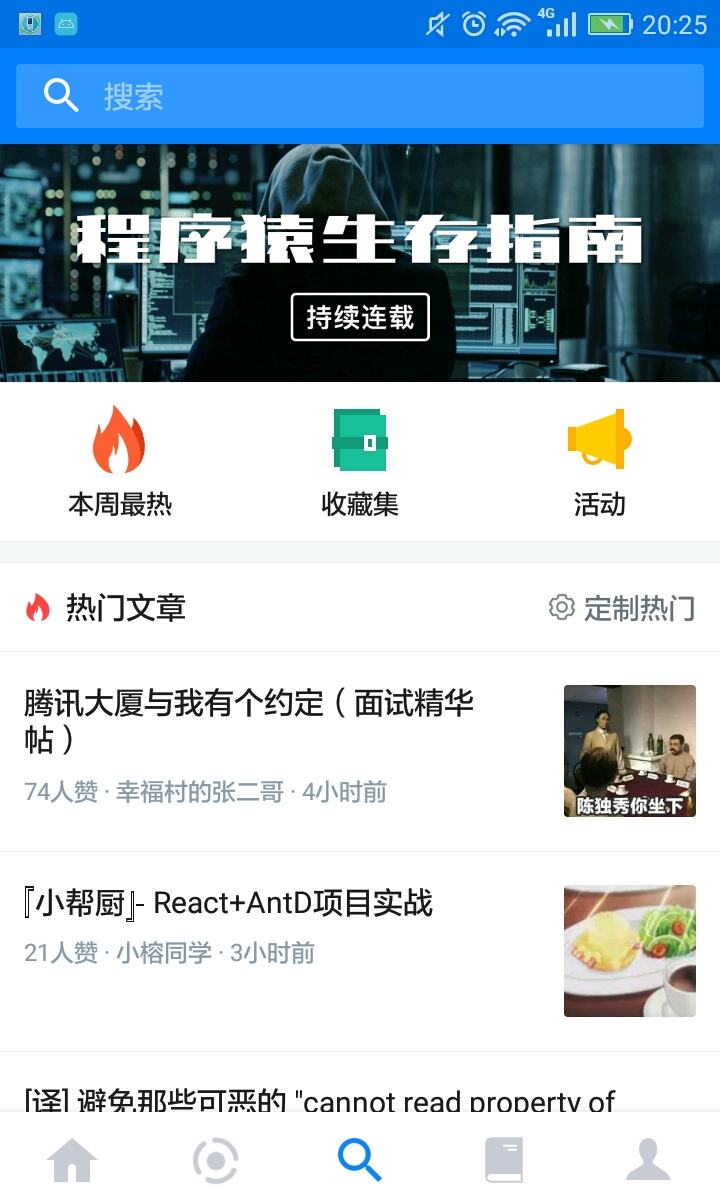 4G 20:25
搜索
程序猿生存指南
持续连载
本周最热 收藏集 活动
热门文章 定制热门
腾讯大厦与我有个约定（面试精华
帖）
74人赞 · 幸福村的张二哥 · 4小时前
陈独秀你坐下
『小帮厨』- React+AntD项目实战
21人赞 · 小榕同学 · 3小时前
[译] 避免那些可恶的 "cannot read property of